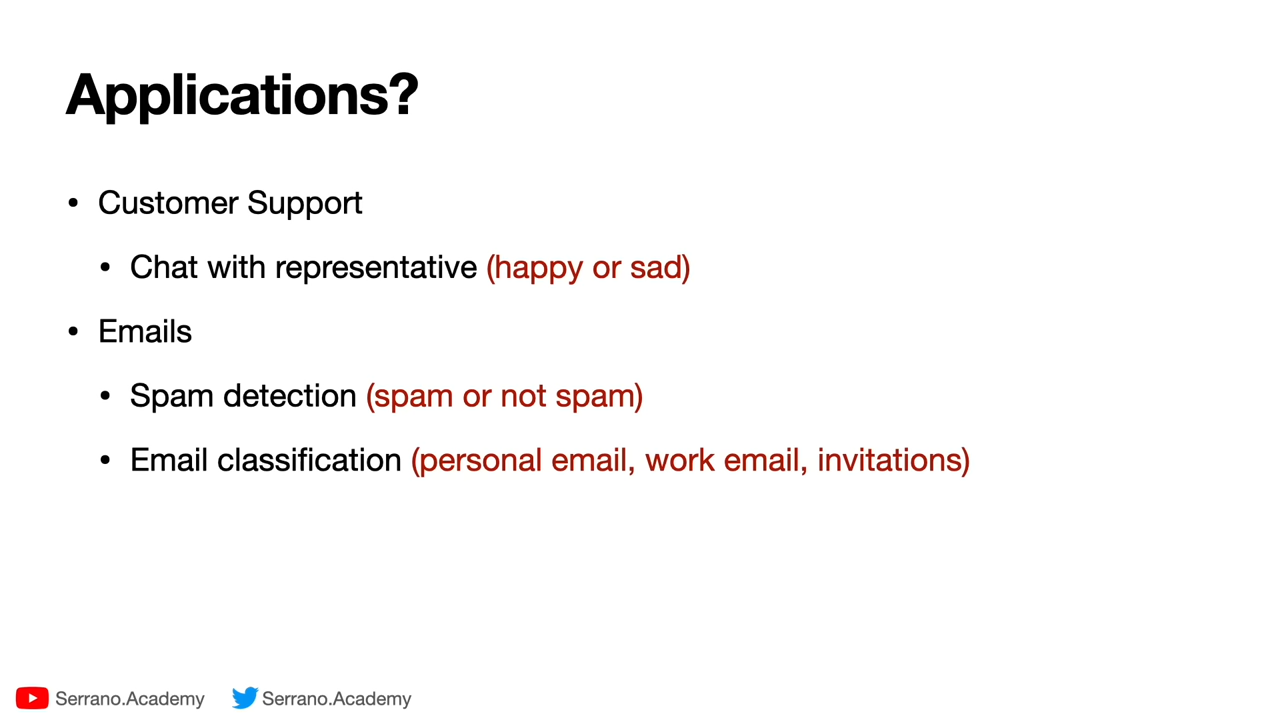 Applications?
• Customer Support
• Chat with representative (happy or sad)
• Emails
• Spam detection (spam or not spam)
• Email classification (personal email, work email, invitations)
Serrano.Academy Serrano.Academy